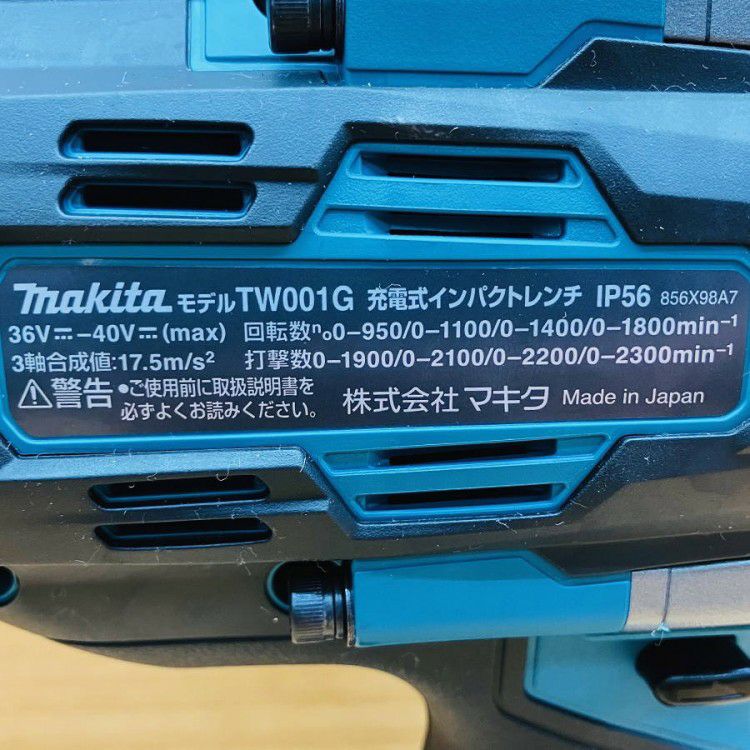 makita モデルTW001G 充電式インパクトレンチ IP56 856X98A7
36V⎓-40V⎓(max) 回転数n₀0-950/0-1100/0-1400/0-1800min⁻¹
3軸合成値:17.5m/s² 打撃数0-1900/0-2100/0-2200/0-2300min⁻¹
⚠警告 •ご使用前に取扱説明書を
必ずよくお読みください。 株式会社 マキタ Made in Japan